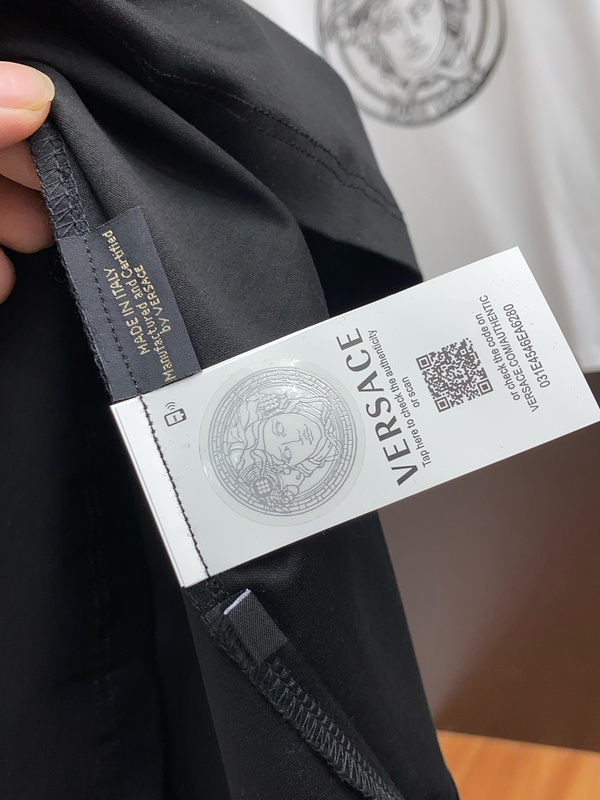 MADE IN ITALY
Manufactured and Certified
by VERSACE
VERSACE
Tap here to check the authenticity
or scan
or check the code on
VERSACE.COM/AUTHENTIC
031E4546EA6280